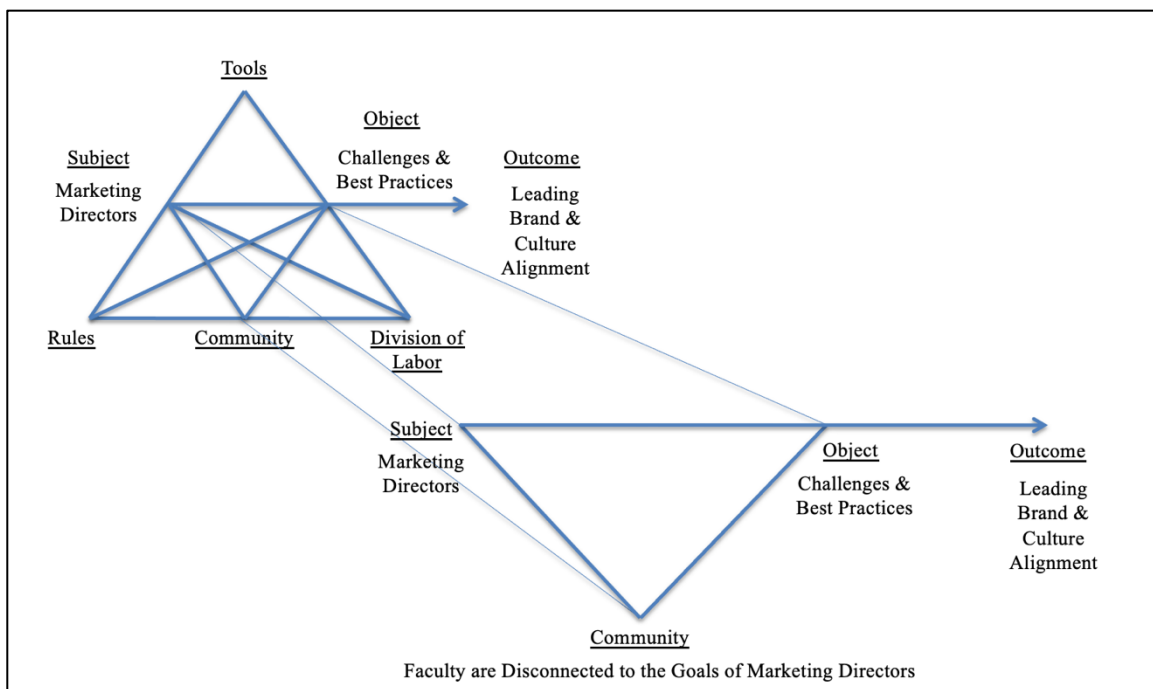 Tools
Object
Challenges &
Best Practices
Subject
Marketing
Directors
Outcome
Leading
Brand &
Culture
Alignment
Rules
Community
Division of
Labor
Subject
Marketing
Directors
Object
Challenges &
Best Practices
Outcome
Leading
Brand &
Culture
Alignment
Community
Faculty are Disconnected to the Goals of Marketing Directors